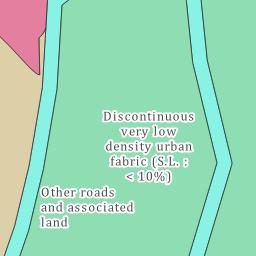 Discontinuous
very low
density urban
fabric (S.L. :
< 10%)
Other roads
and associated
land